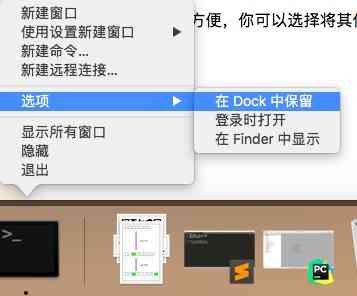 新建窗口
方便，你可以选择将其
使用设置新建窗口
新建命令...
新建远程连接...
选项
在 Dock 中保留
登录时打开
在 Finder 中显示
显示所有窗口
隐藏
退出
>_
PC